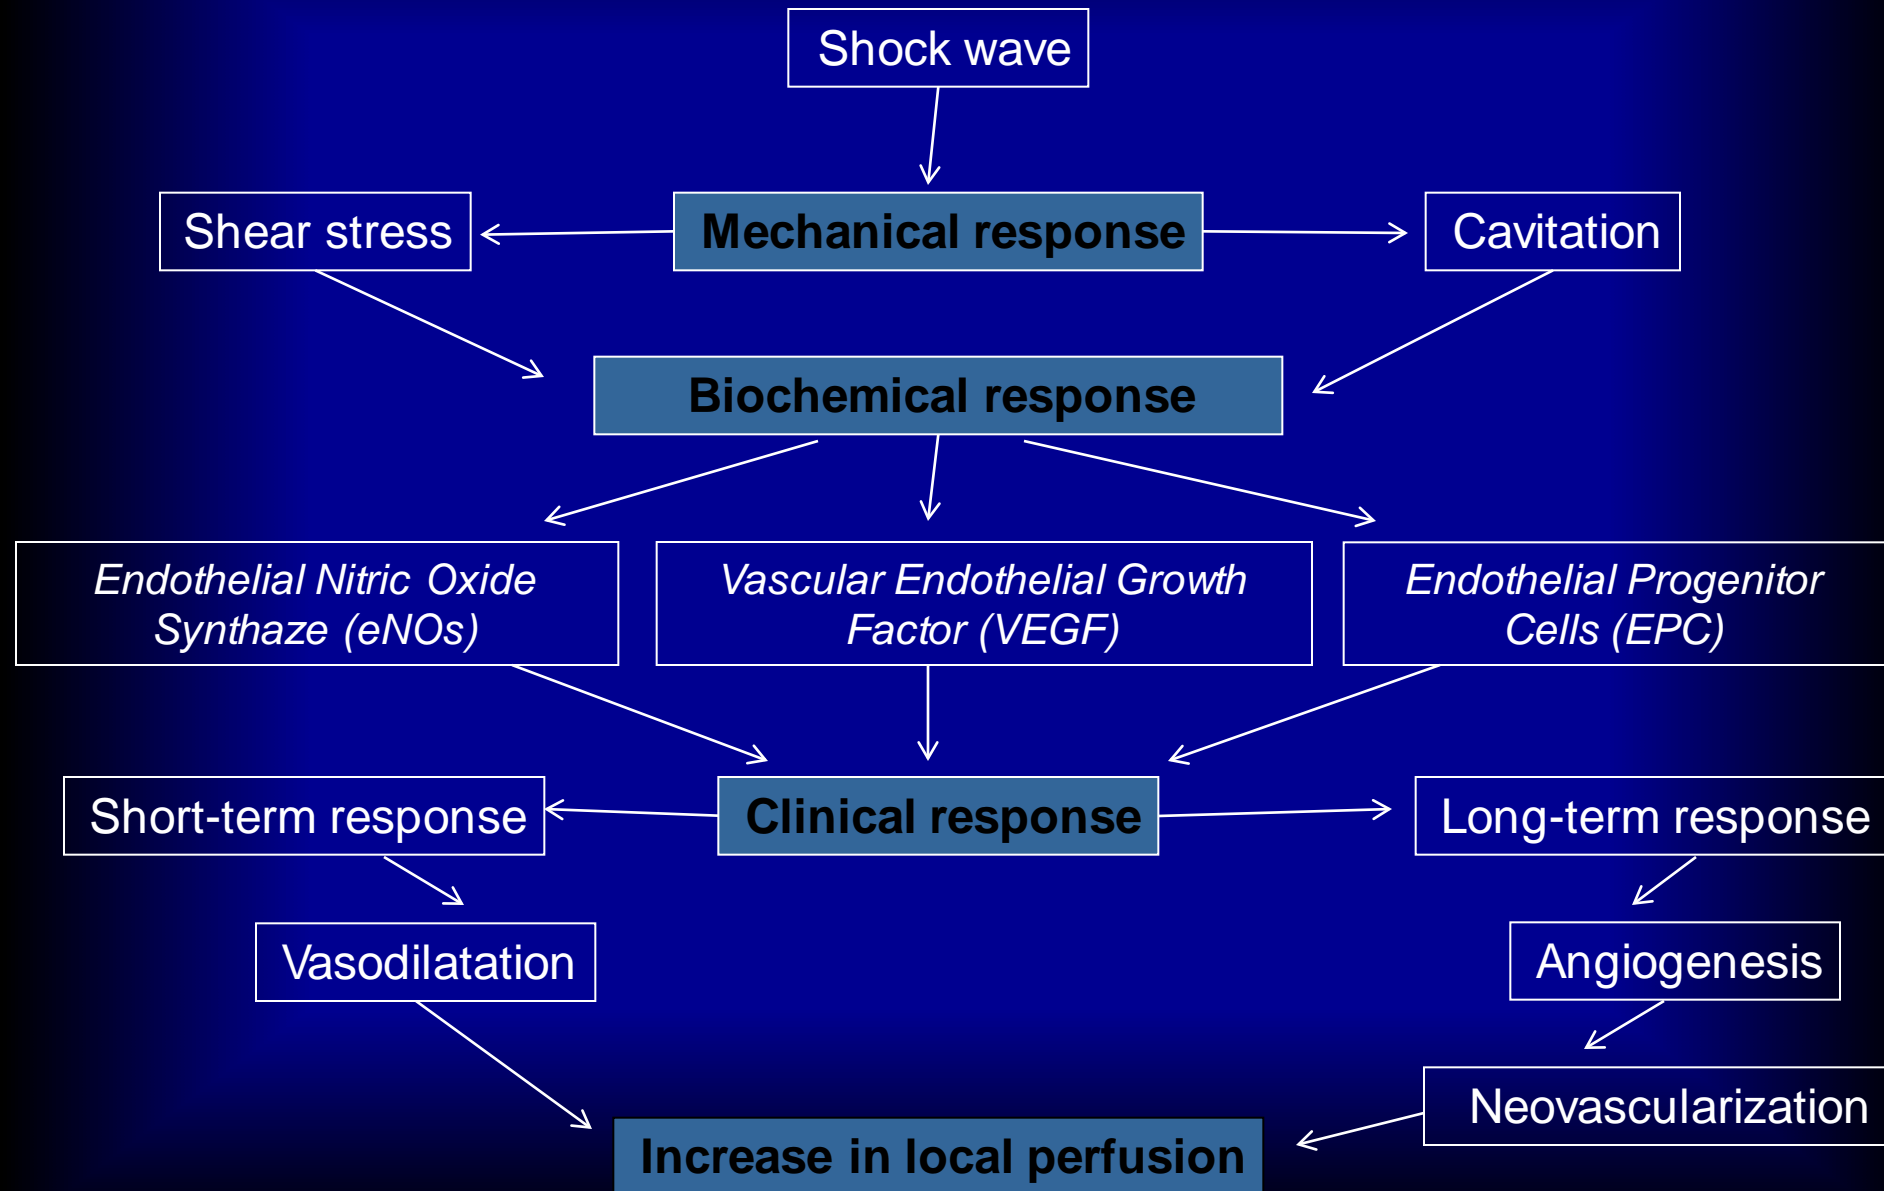 Shock wave
Shear stress
Mechanical response
Cavitation
Biochemical response
Endothelial Nitric Oxide
Synthaze (eNOs)
Vascular Endothelial Growth
Factor (VEGF)
Endothelial Progenitor
Cells (EPC)
Short-term response
Clinical response
Long-term response
Vasodilatation
Angiogenesis
Neovascularization
Increase in local perfusion